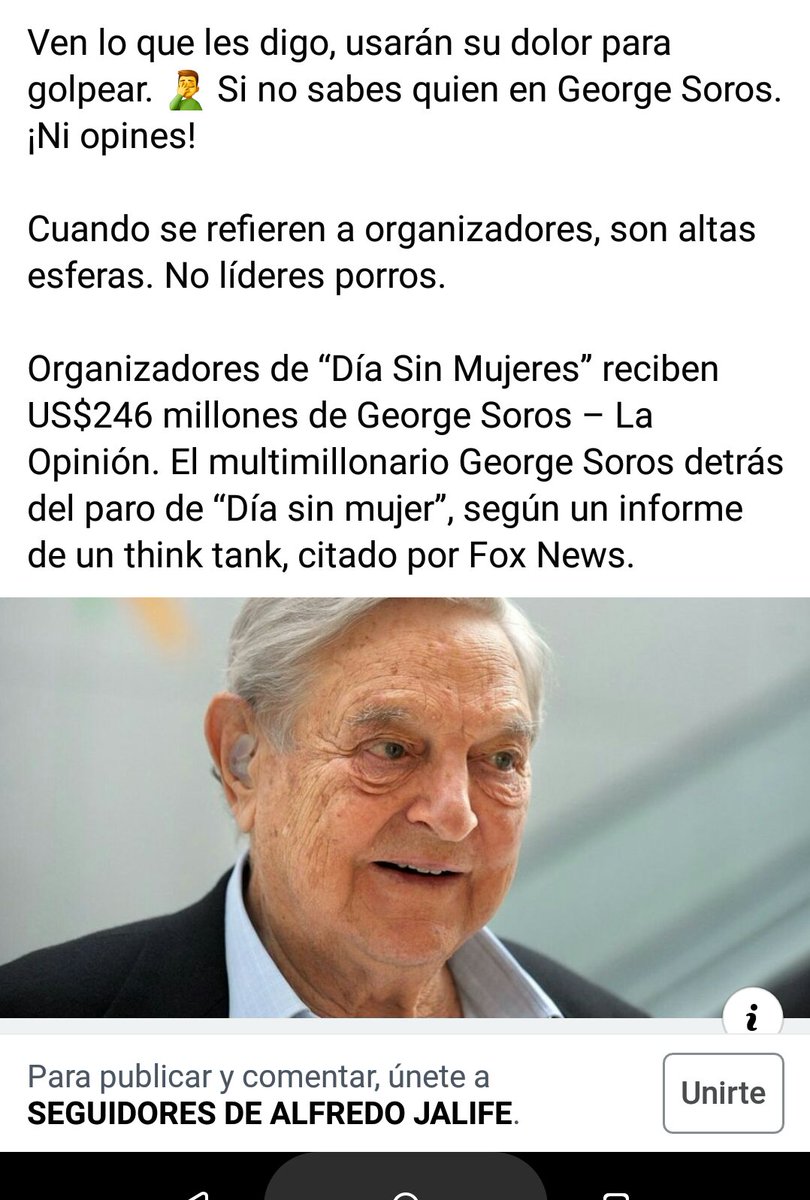 Ven lo que les digo, usarán su dolor para
golpear. 🤦‍♂️ Si no sabes quien en George Soros.
¡Ni opines!
Cuando se refieren a organizadores, son altas
esferas. No líderes porros.
Organizadores de “Día Sin Mujeres” reciben
US$246 millones de George Soros – La
Opinión. El multimillonario George Soros detrás
del paro de “Día sin mujer”, según un informe
de un think tank, citado por Fox News.
i
Para publicar y comentar, únete a
SEGUIDORES DE ALFREDO JALIFE.
Unirte